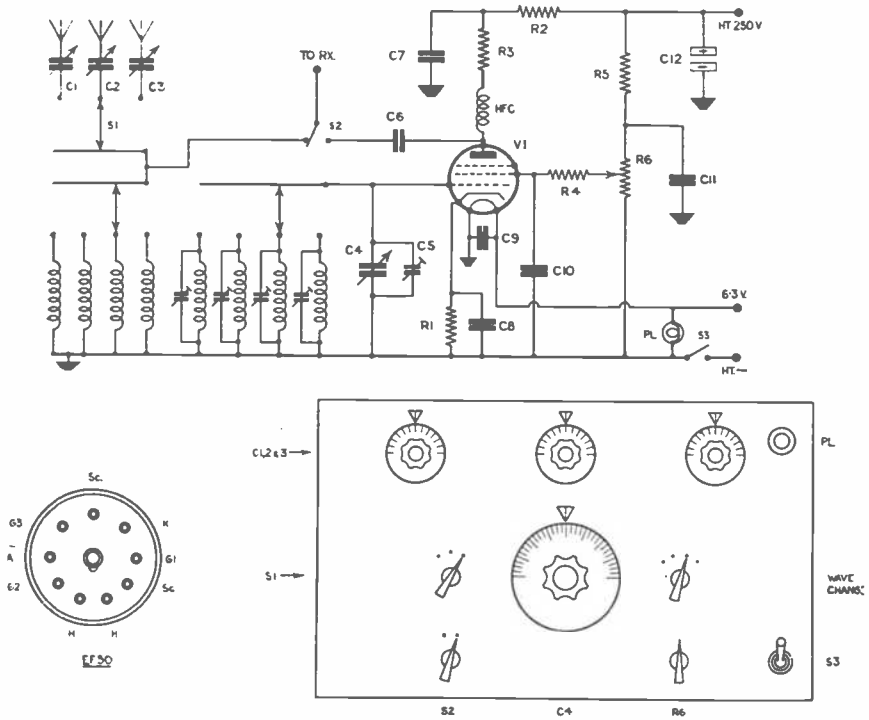 R2
HT 250 V
C7
R3
TO RX.
R5
C12
C1
C2
C3
HFC
S1
S2
C6
V1
R6
R4
C11
C4
C5
C9
C10
6·3 V.
R1
C8
PL
S3
HT.—
C1,2 & 3
PL
Sc.
G3
K
A
G1
S1
G2
Sc
WAVE
H
H
EF50
S3
S2
C4
R6